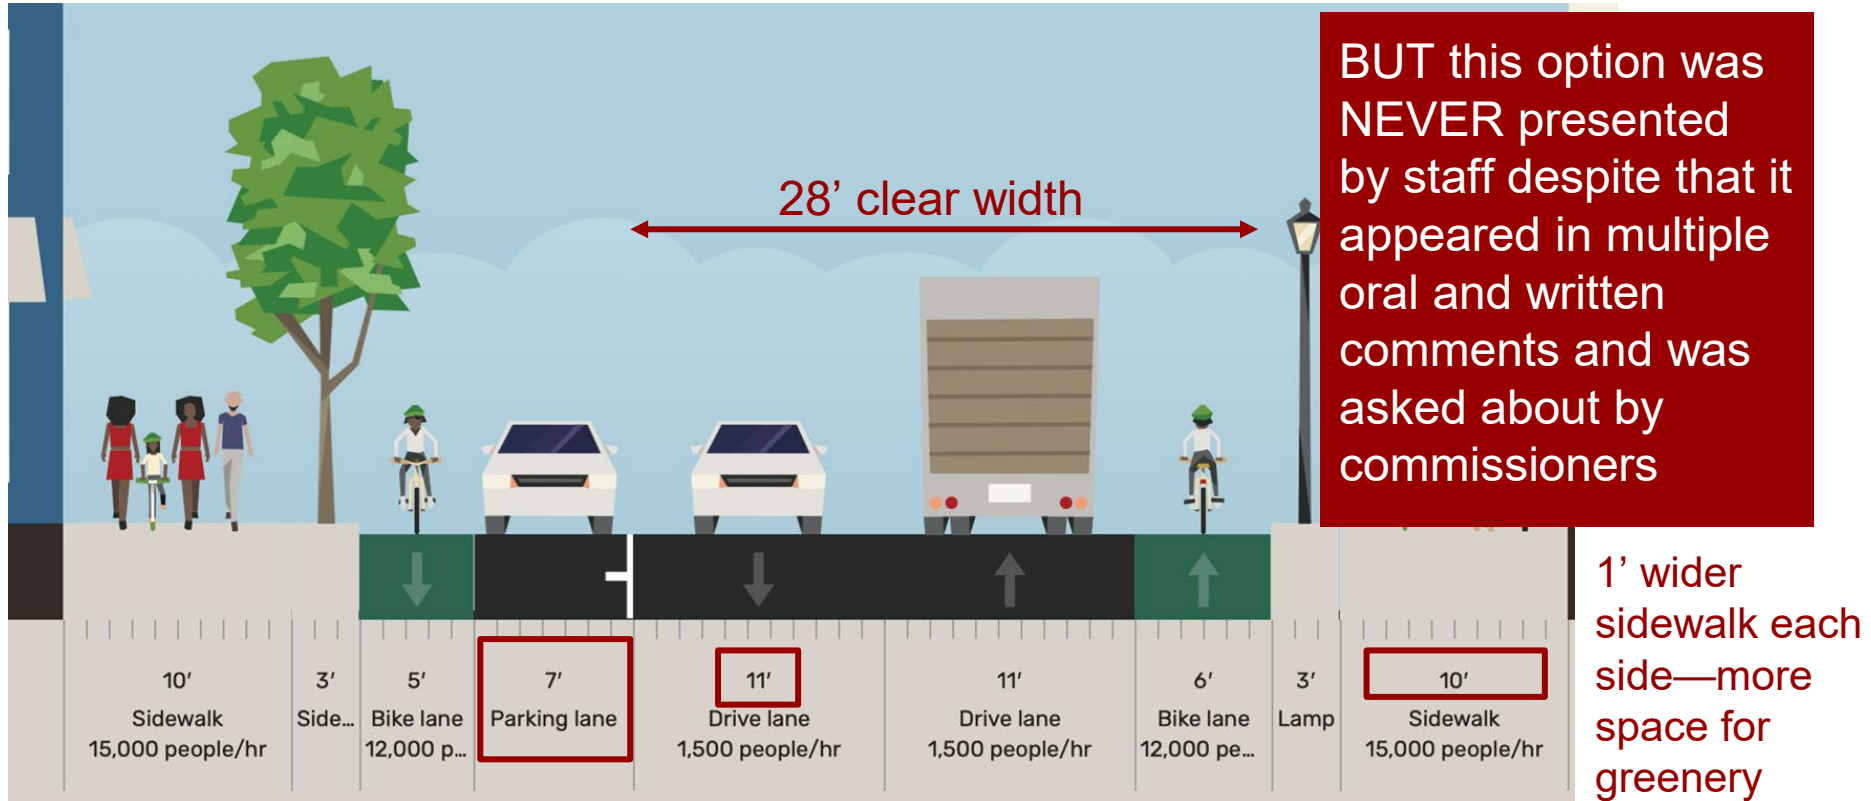 BUT this option was
NEVER presented
by staff despite that it
appeared in multiple
oral and written
comments and was
asked about by
commissioners
28’ clear width
1’ wider
sidewalk each
side—more
space for
greenery
10′
Sidewalk
15,000 people/hr
3′
Side...
5′
Bike lane
12,000 p...
7′
Parking lane
11′
Drive lane
1,500 people/hr
11′
Drive lane
1,500 people/hr
6′
Bike lane
12,000 pe...
3′
Lamp
10′
Sidewalk
15,000 people/hr